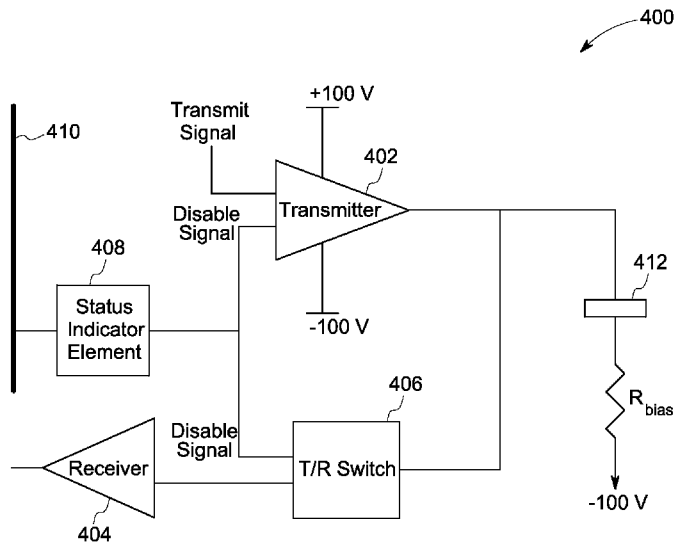 400
+100 V
Transmit
Signal
410
402
Transmitter
Disable
Signal
408
412
Status
Indicator
Element
-100 V
406
R bias
Disable
Signal
Receiver
T/R Switch
-100 V
404